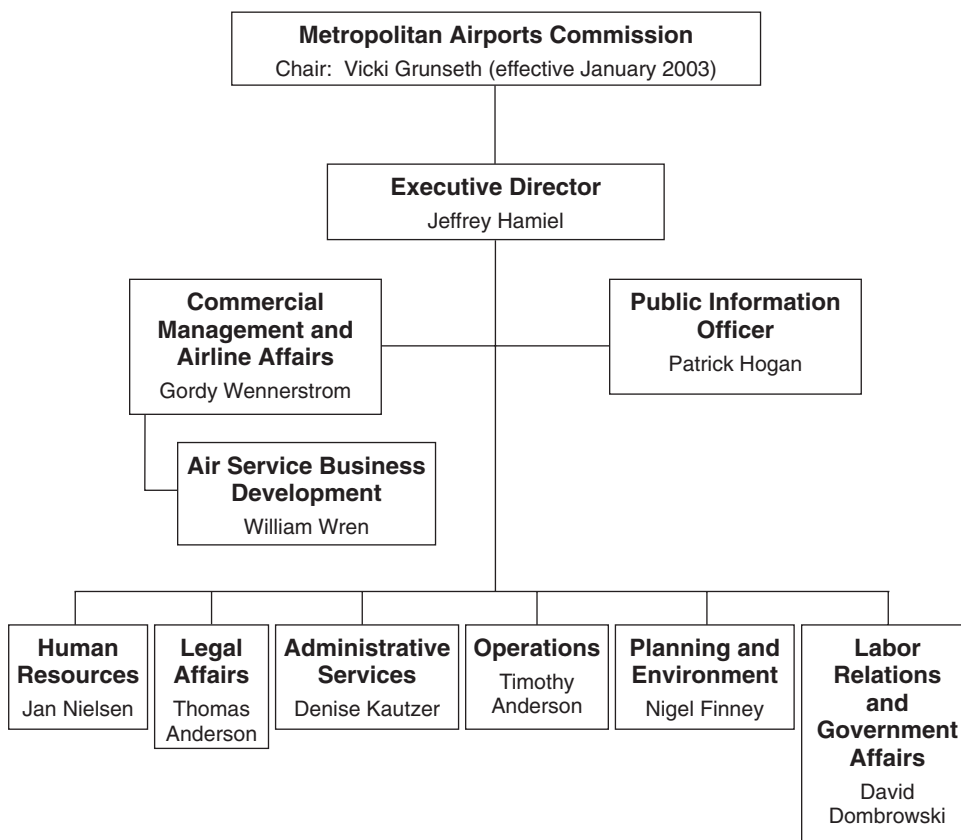 Metropolitan Airports Commission
Chair: Vicki Grunseth (effective January 2003)
Executive Director
Jeffrey Hamiel
Commercial
Management and
Airline Affairs
Gordy Wennerstrom
Public Information
Officer
Patrick Hogan
Air Service Business
Development
William Wren
Human
Resources
Jan Nielsen
Legal
Affairs
Thomas
Anderson
Administrative
Services
Denise Kautzer
Operations
Timothy
Anderson
Planning and
Environment
Nigel Finney
Labor
Relations
and
Government
Affairs
David
Dombrowski